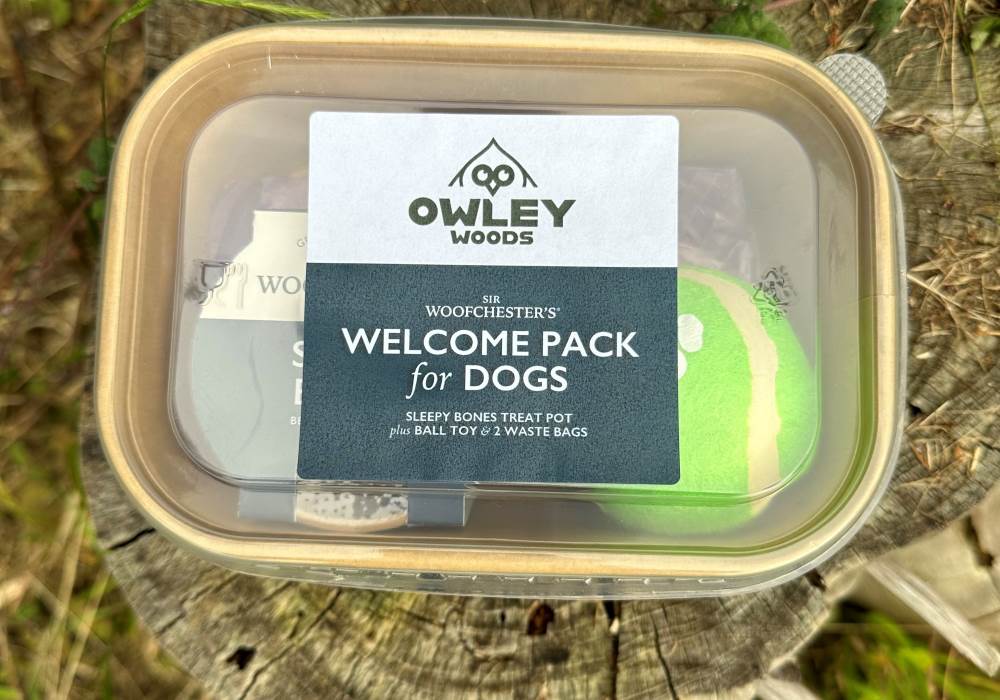 OWLEY
WOODS
SIR
WOOFCHESTER'S®
WELCOME PACK
for DOGS
SLEEPY BONES TREAT POT
plus BALL TOY & 2 WASTE BAGS